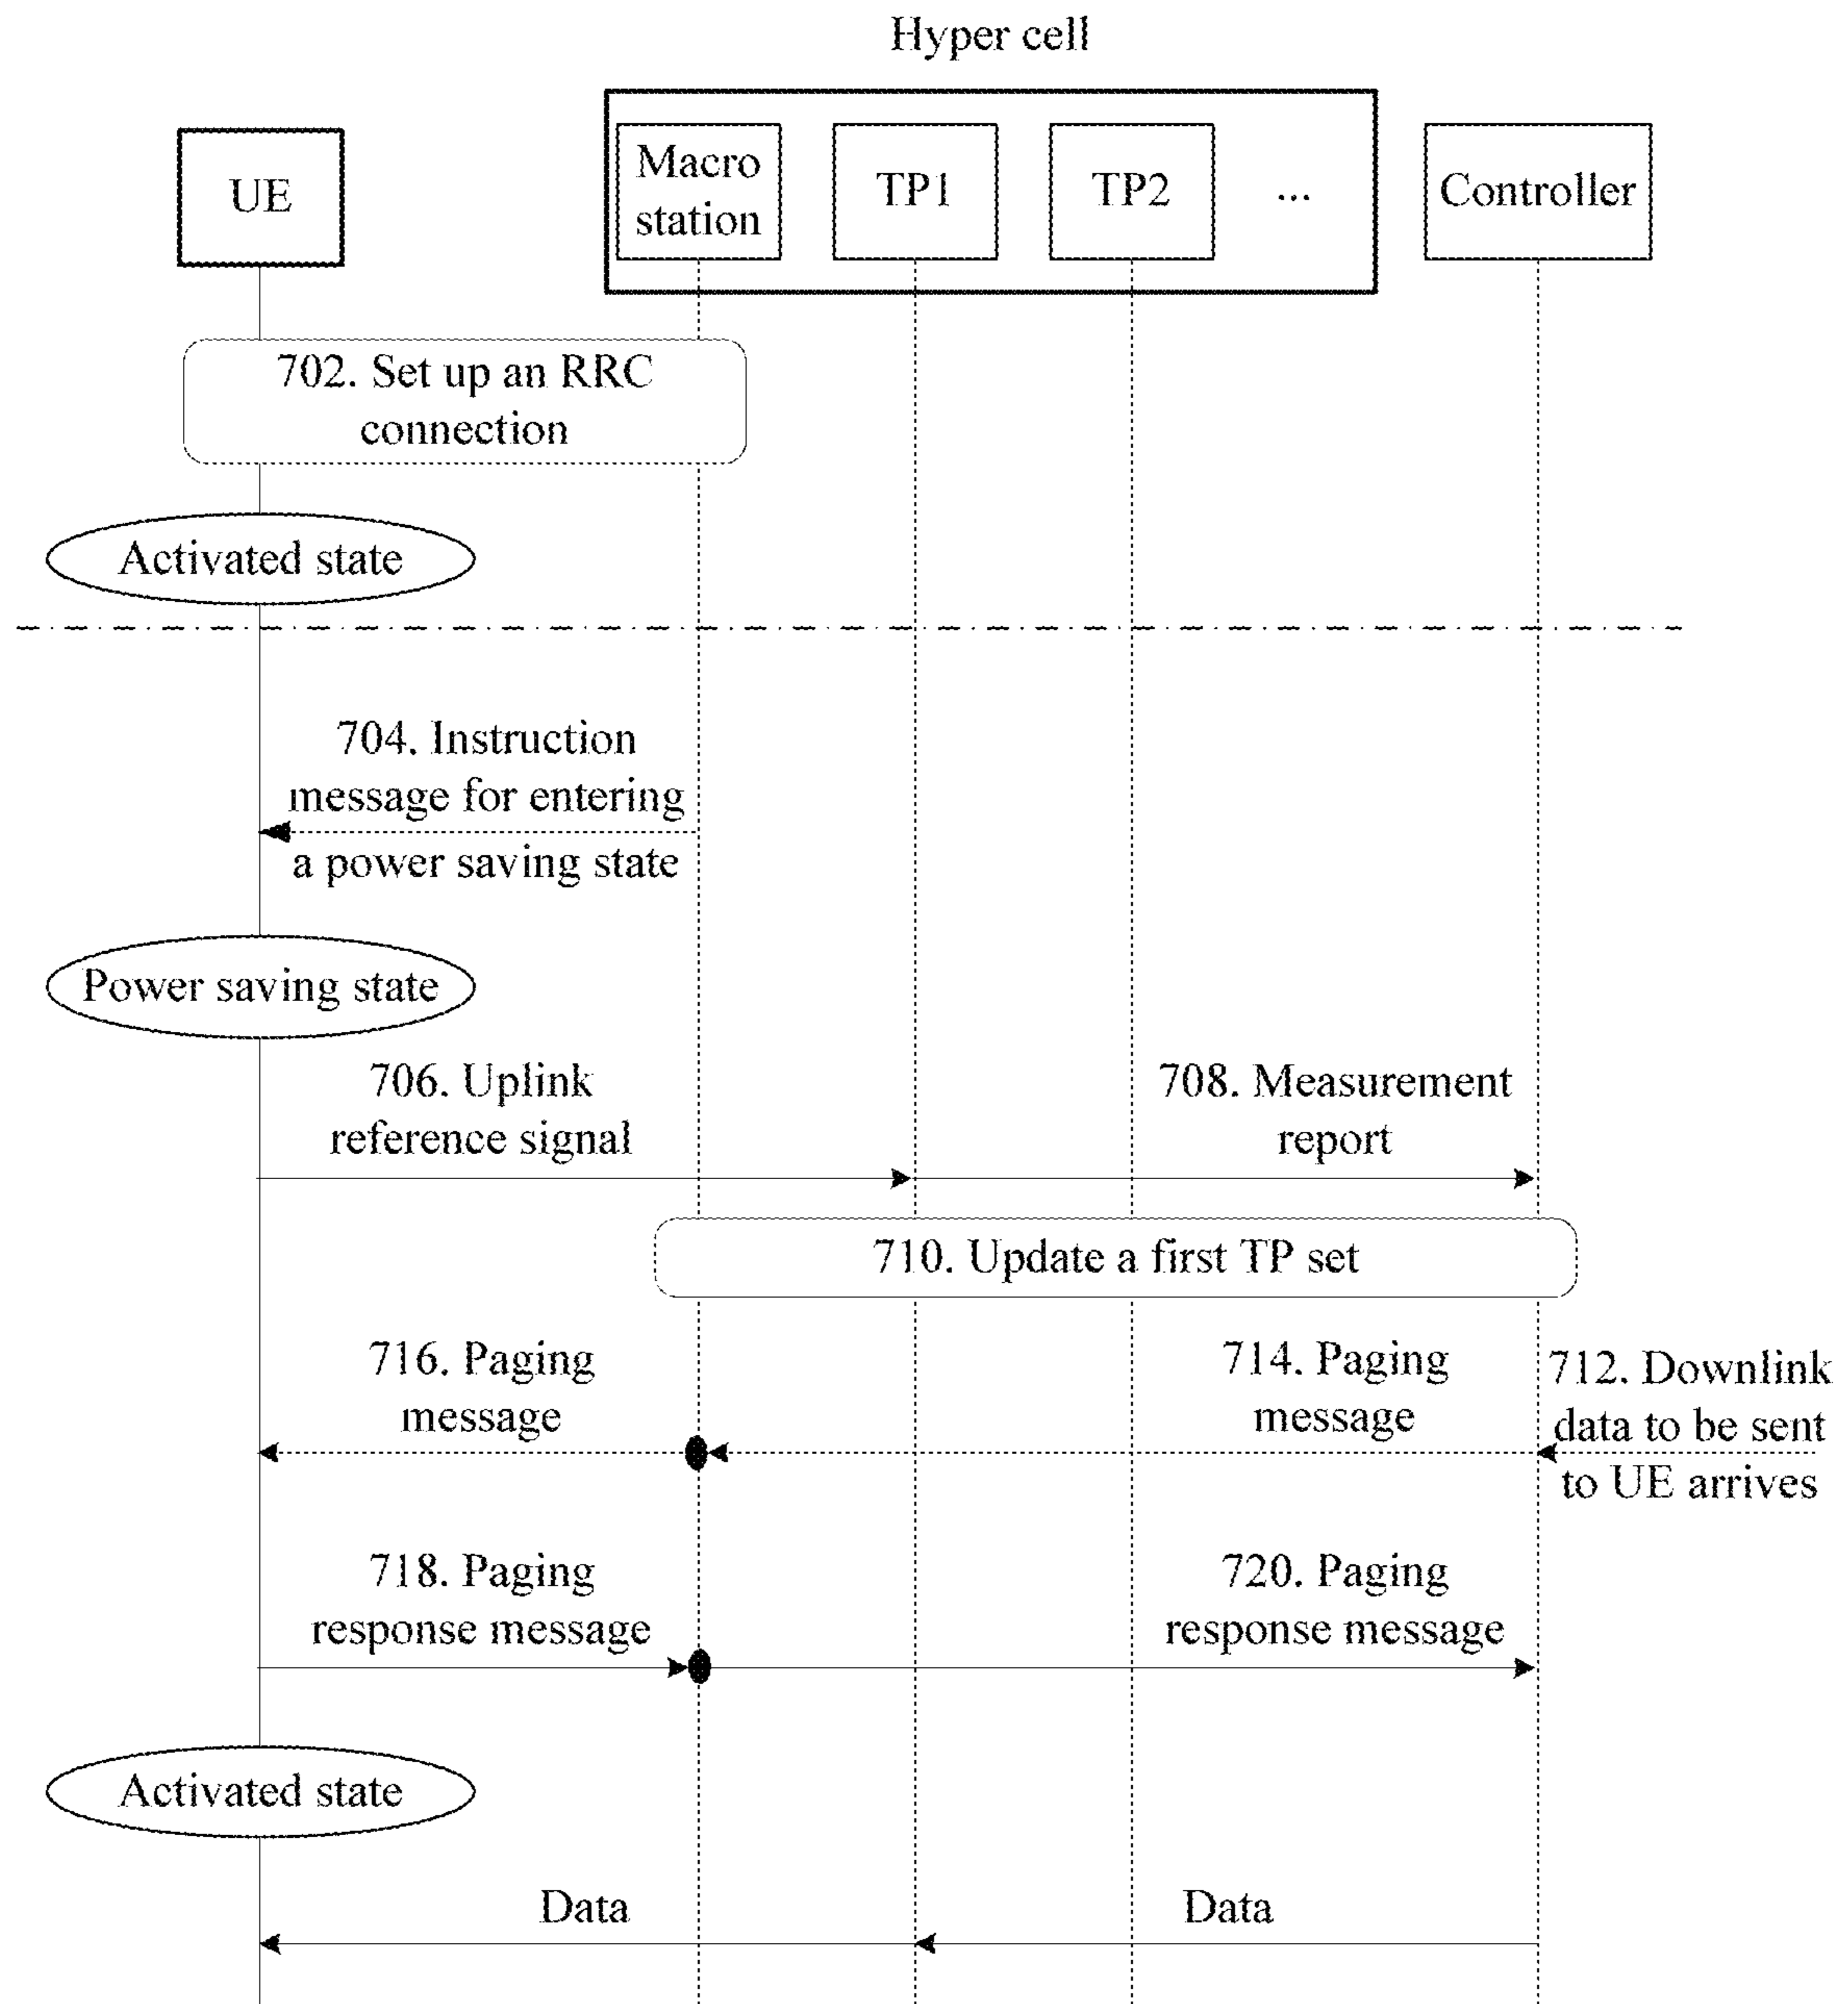 Hyper cell
UE
Macro
station
TP1
TP2
...
Controller
702. Set up an RRC
connection
Activated state
704. Instruction
message for entering
a power saving state
Power saving state
706. Uplink
reference signal
708. Measurement
report
710. Update a first TP set
716. Paging
message
714. Paging
message
712. Downlink
data to be sent
to UE arrives
718. Paging
response message
720. Paging
response message
Activated state
Data
Data